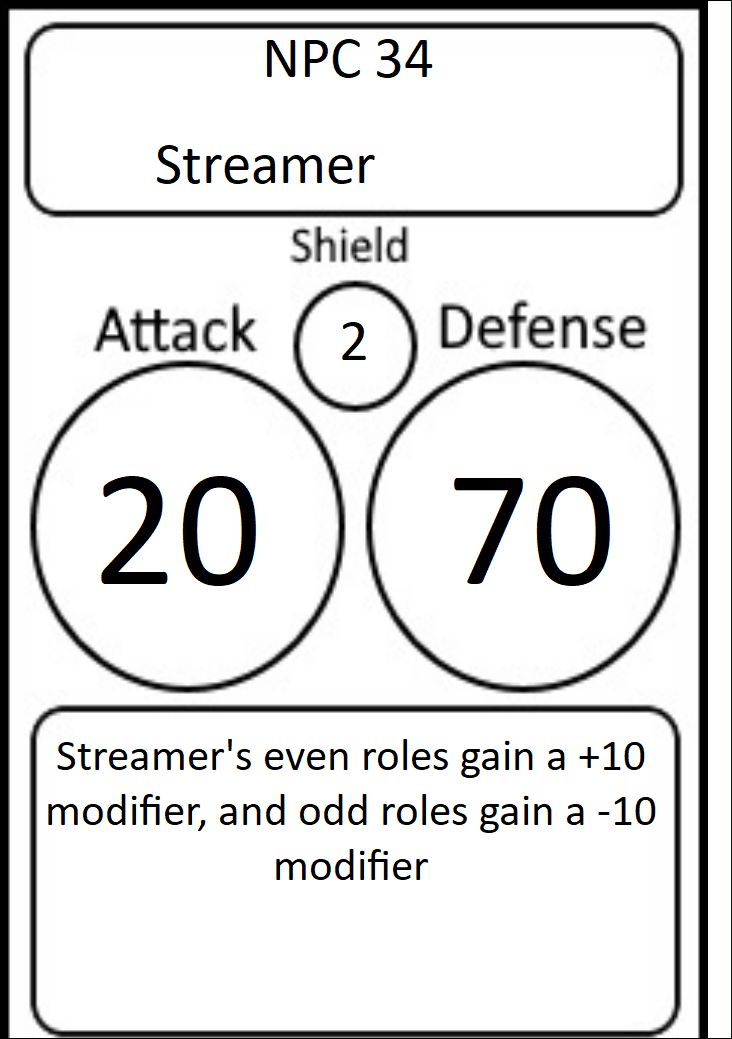 NPC 34
Streamer
Shield
Attack
2
Defense
20
70
Streamer's even roles gain a +10
modifier, and odd roles gain a -10
modifier